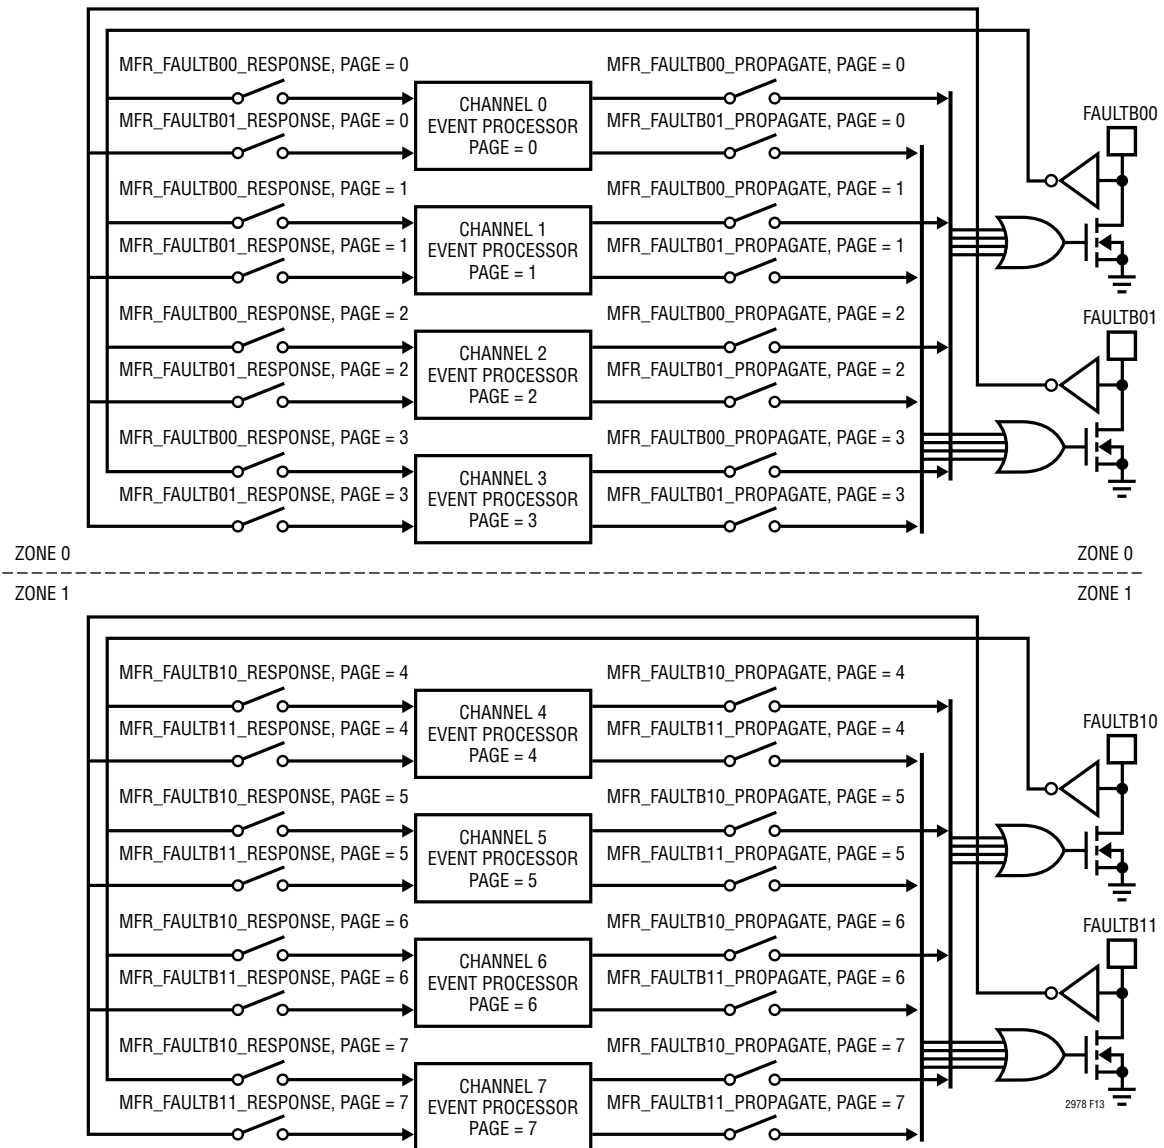 MFR_FAULTB00_RESPONSE, PAGE = 0
MFR_FAULTB00_PROPAGATE, PAGE = 0
CHANNEL 0
EVENT PROCESSOR
PAGE = 0
MFR_FAULTB01_RESPONSE, PAGE = 0
MFR_FAULTB01_PROPAGATE, PAGE = 0
FAULTB00
MFR_FAULTB00_RESPONSE, PAGE = 1
MFR_FAULTB00_PROPAGATE, PAGE = 1
CHANNEL 1
EVENT PROCESSOR
PAGE = 1
MFR_FAULTB01_RESPONSE, PAGE = 1
MFR_FAULTB01_PROPAGATE, PAGE = 1
MFR_FAULTB00_RESPONSE, PAGE = 2
MFR_FAULTB00_PROPAGATE, PAGE = 2
FAULTB01
CHANNEL 2
EVENT PROCESSOR
PAGE = 2
MFR_FAULTB01_RESPONSE, PAGE = 2
MFR_FAULTB01_PROPAGATE, PAGE = 2
MFR_FAULTB00_RESPONSE, PAGE = 3
MFR_FAULTB00_PROPAGATE, PAGE = 3
CHANNEL 3
EVENT PROCESSOR
PAGE = 3
MFR_FAULTB01_RESPONSE, PAGE = 3
MFR_FAULTB01_PROPAGATE, PAGE = 3
ZONE 0
ZONE 0
ZONE 1
ZONE 1
MFR_FAULTB10_RESPONSE, PAGE = 4
MFR_FAULTB10_PROPAGATE, PAGE = 4
CHANNEL 4
EVENT PROCESSOR
PAGE = 4
MFR_FAULTB11_RESPONSE, PAGE = 4
MFR_FAULTB11_PROPAGATE, PAGE = 4
FAULTB10
MFR_FAULTB10_RESPONSE, PAGE = 5
MFR_FAULTB10_PROPAGATE, PAGE = 5
CHANNEL 5
EVENT PROCESSOR
PAGE = 5
MFR_FAULTB11_RESPONSE, PAGE = 5
MFR_FAULTB11_PROPAGATE, PAGE = 5
MFR_FAULTB10_RESPONSE, PAGE = 6
MFR_FAULTB10_PROPAGATE, PAGE = 6
FAULTB11
CHANNEL 6
EVENT PROCESSOR
PAGE = 6
MFR_FAULTB11_RESPONSE, PAGE = 6
MFR_FAULTB11_PROPAGATE, PAGE = 6
MFR_FAULTB10_RESPONSE, PAGE = 7
MFR_FAULTB10_PROPAGATE, PAGE = 7
CHANNEL 7
EVENT PROCESSOR
PAGE = 7
MFR_FAULTB11_RESPONSE, PAGE = 7
MFR_FAULTB11_PROPAGATE, PAGE = 7
2978 F13